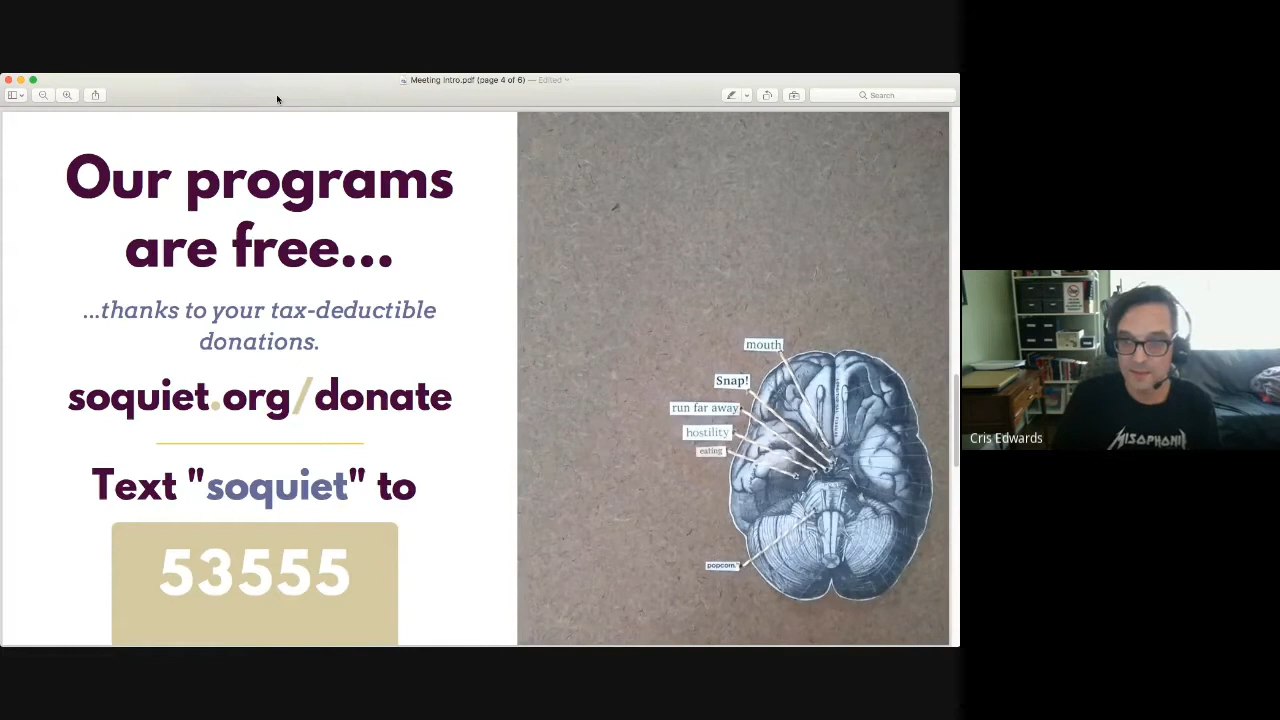 Meeting intro.pdf (page 4 of 6) — Edited
Search
Our programs
are free...
...thanks to your tax-deductible
donations.
soquiet.org/donate
Text "soquiet" to
53555
mouth
Snap!
run far away
hostility
eating
popcorn."
Cris Edwards